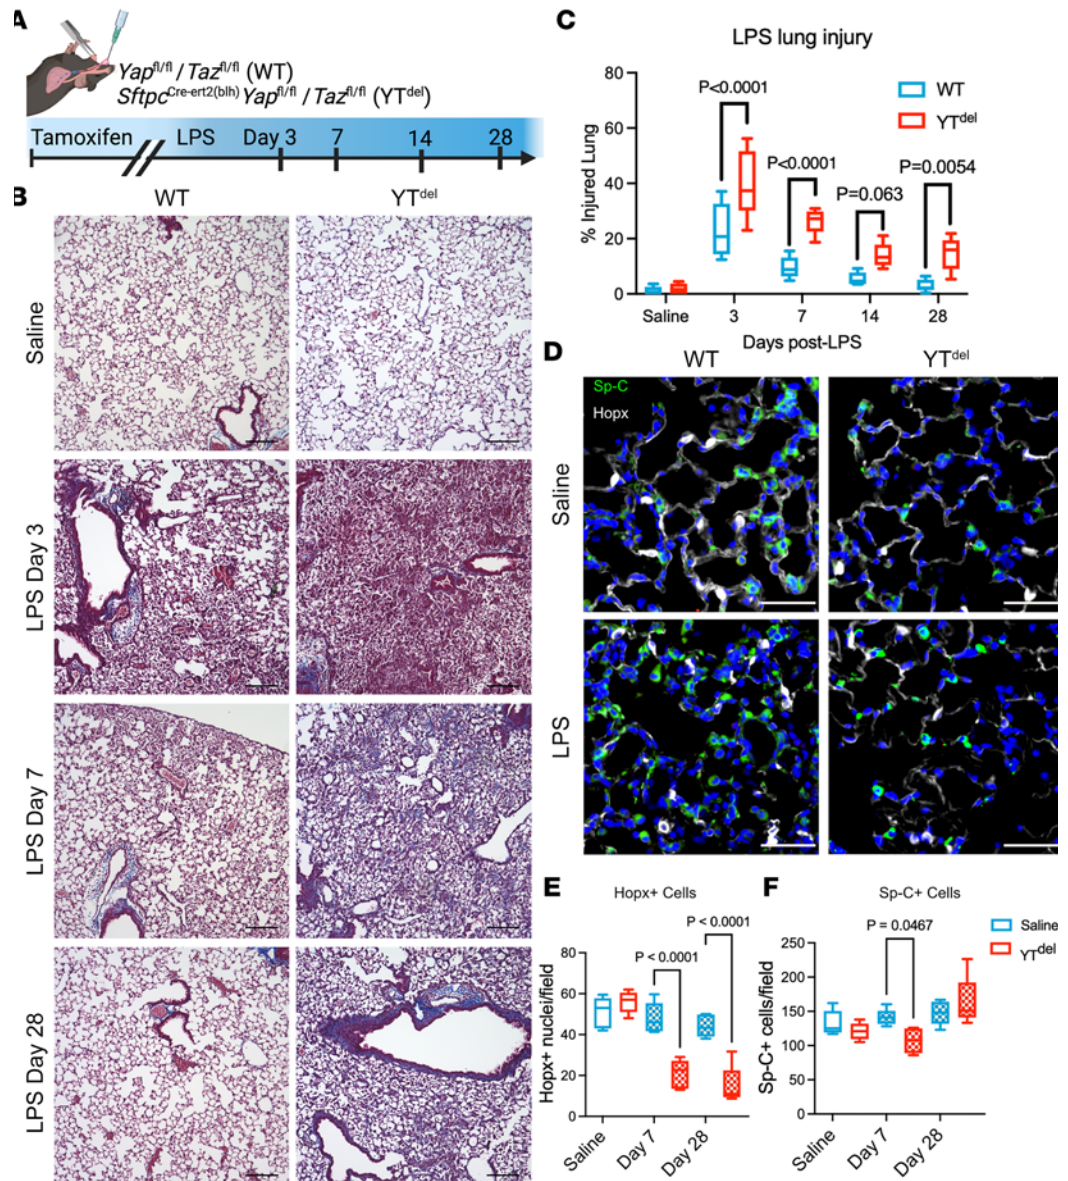 A
Yap^fl/fl / Taz^fl/fl (WT)
Sftpc^Cre-ert2(blh) Yap^fl/fl / Taz^fl/fl (YT^del)
Tamoxifen LPS Day 3 7 14 28
B
WT YT^del
Saline
LPS Day 3
LPS Day 7
LPS Day 28
C
LPS lung injury
% Injured Lung
80
60
40
20
0
P<0.0001
P<0.0001
P=0.063
P=0.0054
WT
YT^del
Saline 3 7 14 28
Days post-LPS
D
WT YT^del
Sp-C
Hopx
Saline
LPS
E
Hopx+ Cells
Hopx+ nuclei/field
80
60
40
20
0
P < 0.0001
P < 0.0001
Saline Day 7 Day 28
F
Sp-C+ Cells
Sp-C+ cells/field
250
200
150
100
50
0
P = 0.0467
Saline
YT^del
Saline Day 7 Day 28